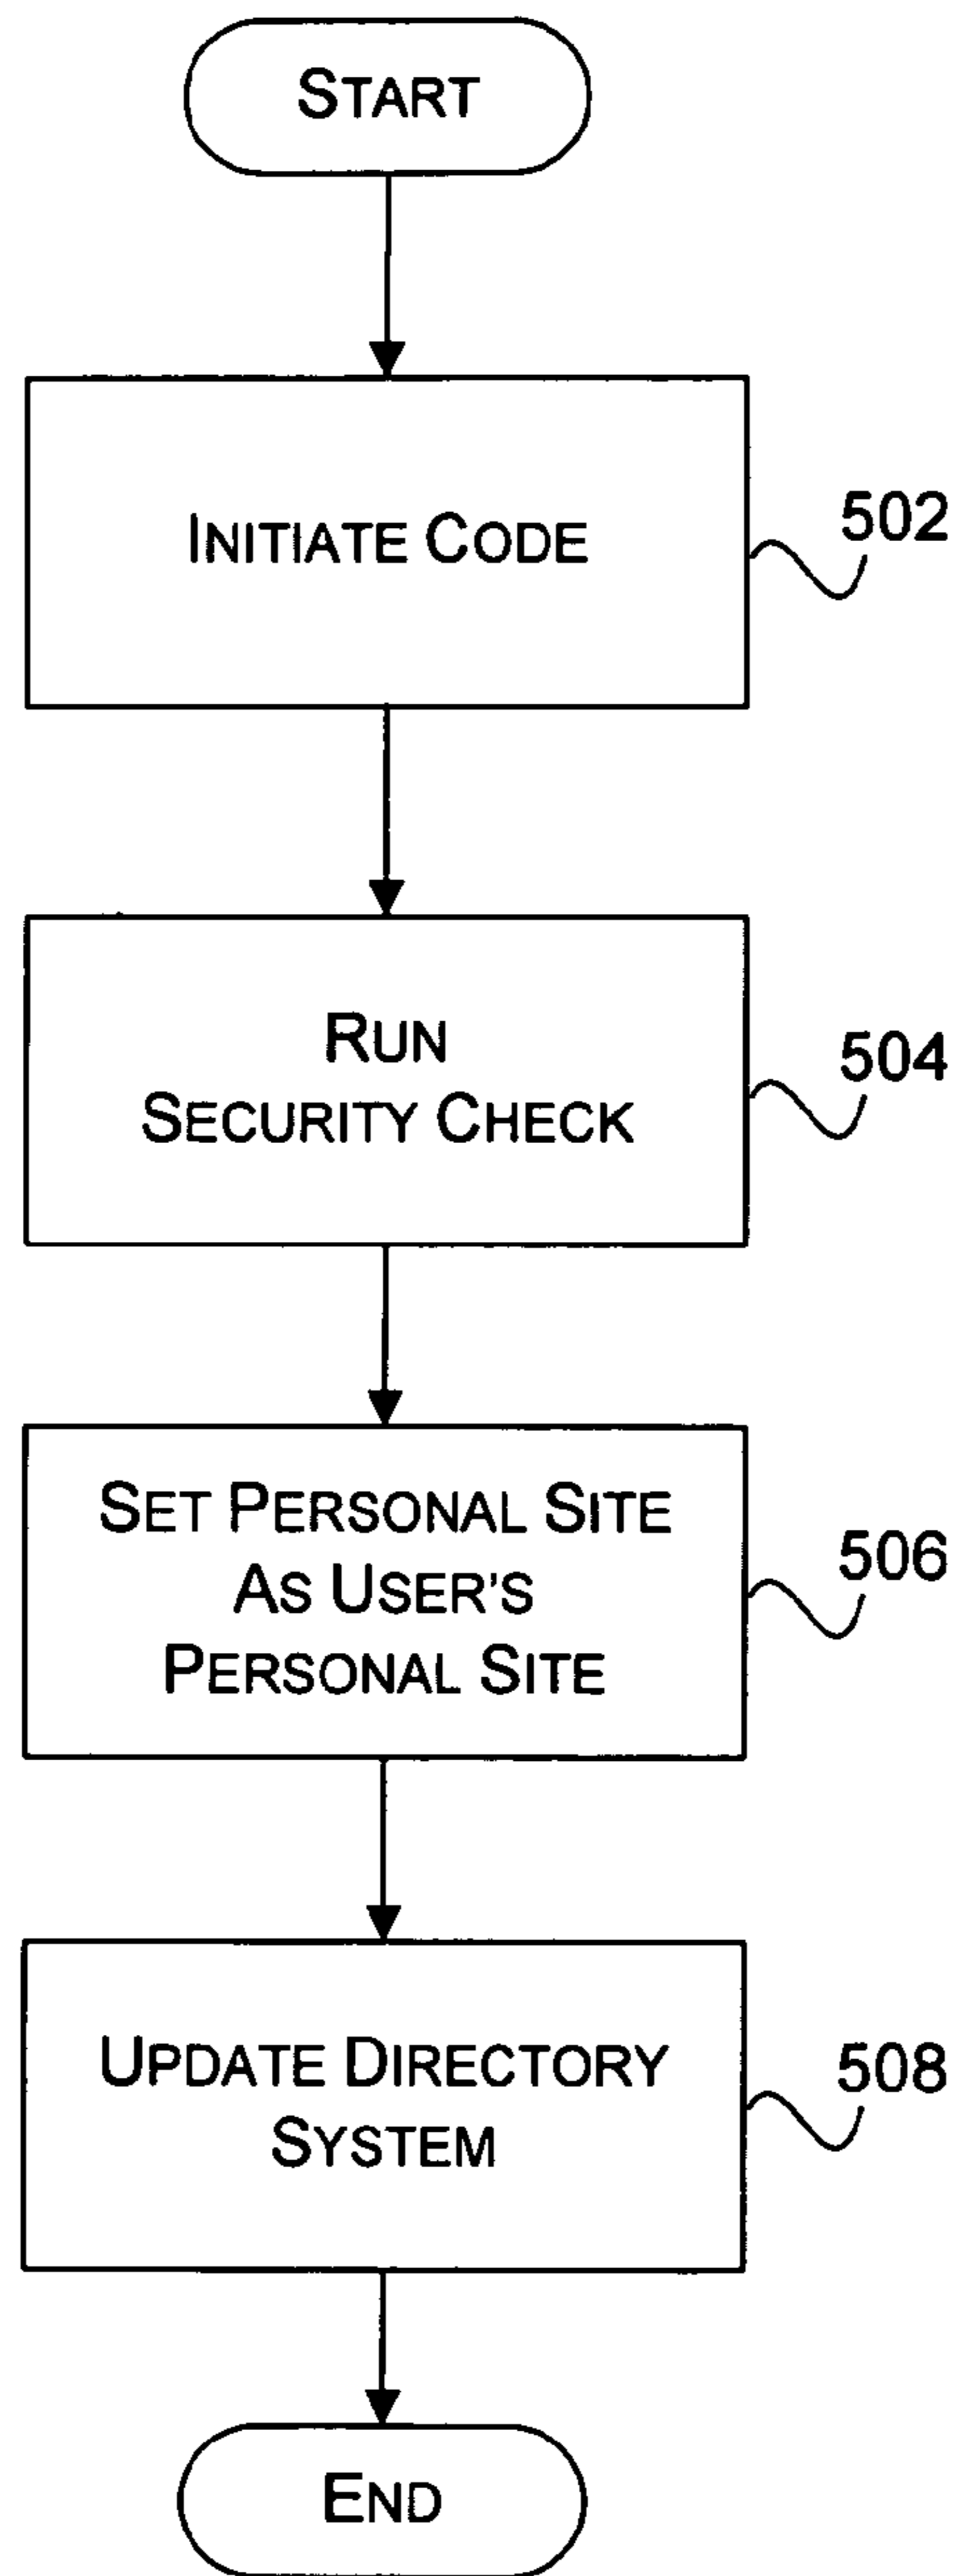 START
INITIATE CODE
502
RUN
SECURITY CHECK
504
SET PERSONAL SITE
AS USER'S
PERSONAL SITE
506
UPDATE DIRECTORY
SYSTEM
508
END